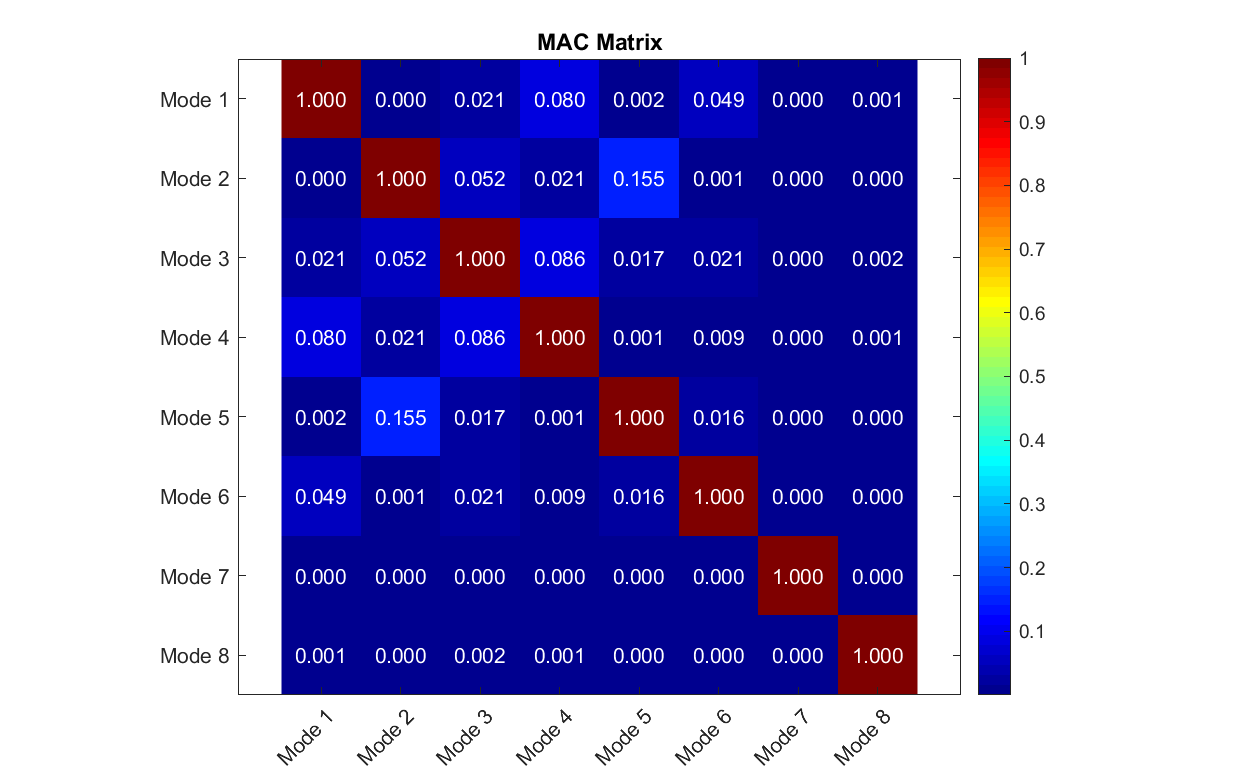 MAC Matrix
Mode 1 1.000 0.000 0.021 0.080 0.002 0.049 0.000 0.001
Mode 2 0.000 1.000 0.052 0.021 0.155 0.001 0.000 0.000
Mode 3 0.021 0.052 1.000 0.086 0.017 0.021 0.000 0.002
Mode 4 0.080 0.021 0.086 1.000 0.001 0.009 0.000 0.001
Mode 5 0.002 0.155 0.017 0.001 1.000 0.016 0.000 0.000
Mode 6 0.049 0.001 0.021 0.009 0.016 1.000 0.000 0.000
Mode 7 0.000 0.000 0.000 0.000 0.000 0.000 1.000 0.000
Mode 8 0.001 0.000 0.002 0.001 0.000 0.000 0.000 1.000
Mode 1 Mode 2 Mode 3 Mode 4 Mode 5 Mode 6 Mode 7 Mode 8
1
0.9
0.8
0.7
0.6
0.5
0.4
0.3
0.2
0.1